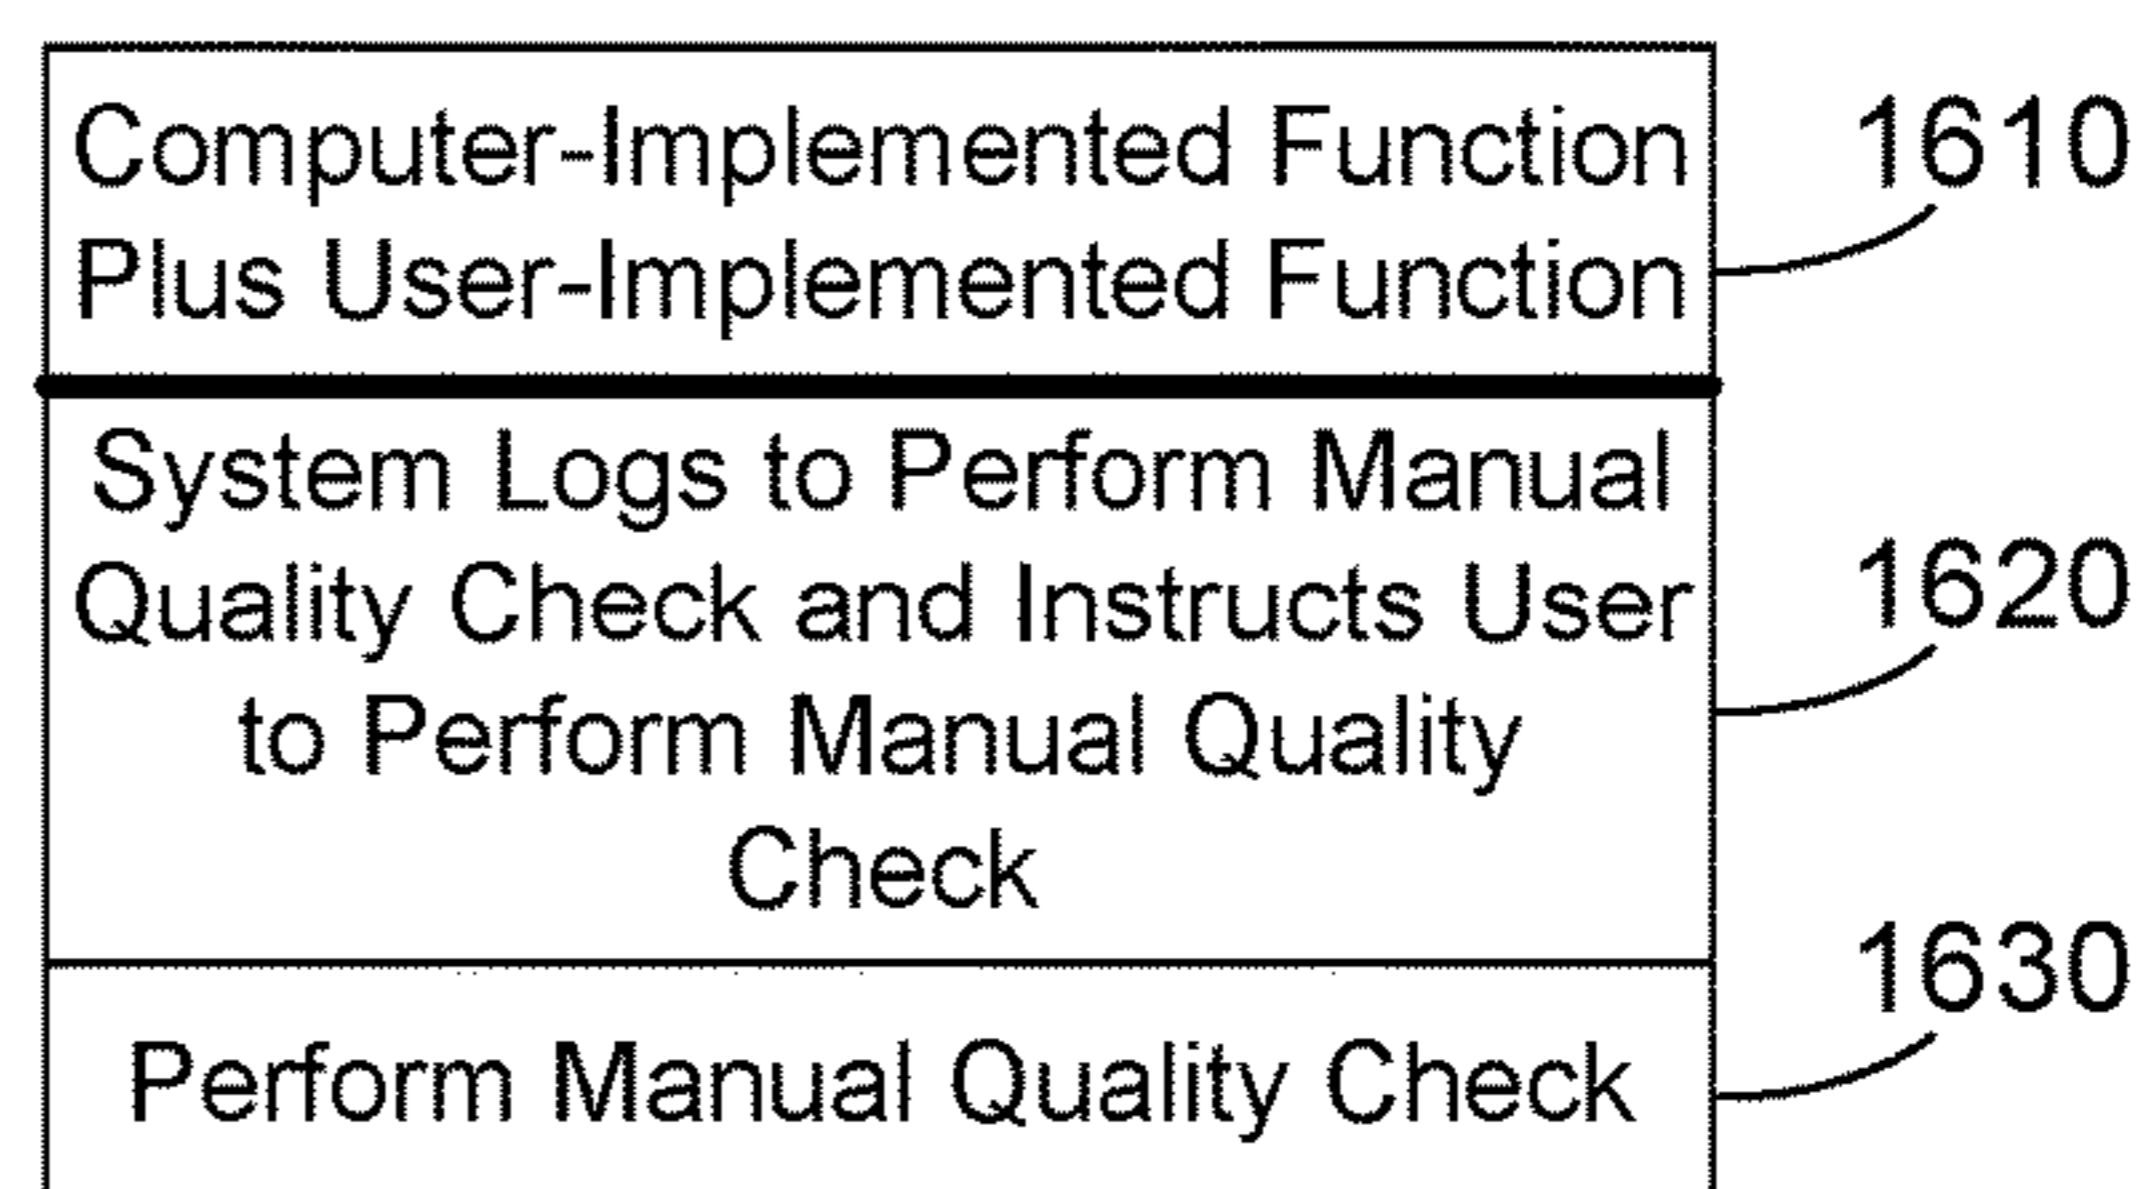 Computer-Implemented Function
Plus User-Implemented Function
1610
System Logs to Perform Manual
Quality Check and Instructs User
to Perform Manual Quality
Check
1620
Perform Manual Quality Check
1630